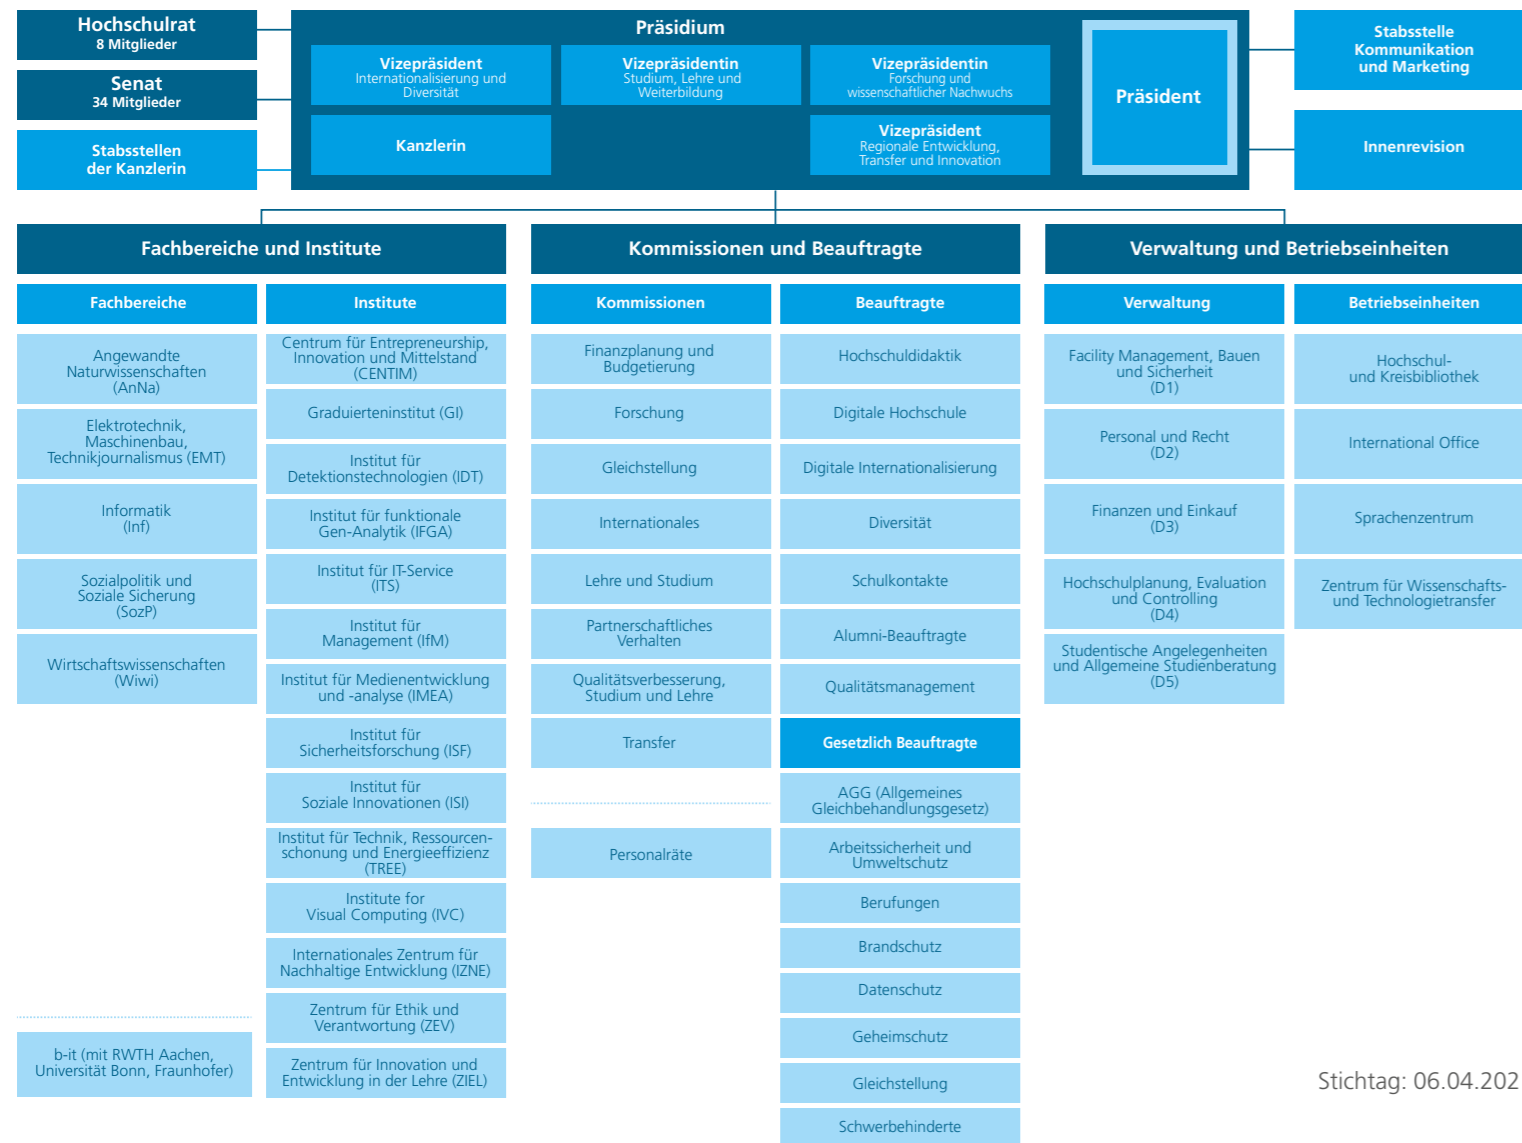 Hochschulrat
8 Mitglieder
Senat
34 Mitglieder
Stabsstellen
der Kanzlerin
Präsidium
Vizepräsident
Internationalisierung und
Diversität
Vizepräsidentin
Studium, Lehre und
Weiterbildung
Vizepräsidentin
Forschung und
wissenschaftlicher Nachwuchs
Kanzlerin
Vizepräsident
Regionale Entwicklung,
Transfer und Innovation
Präsident
Stabsstelle
Kommunikation
und Marketing
Innenrevision
Fachbereiche und Institute
Fachbereiche
Angewandte
Naturwissenschaften
(AnNa)
Elektrotechnik,
Maschinenbau,
Technikjournalismus (EMT)
Informatik
(Inf)
Sozialpolitik und
Soziale Sicherung
(SozP)
Wirtschaftswissenschaften
(Wiwi)
b-it (mit RWTH Aachen,
Universität Bonn, Fraunhofer)
Institute
Centrum für Entrepreneurship,
Innovation und Mittelstand
(CENTIM)
Graduierteninstitut (GI)
Institut für
Detektionstechnologien (IDT)
Institut für funktionale
Gen-Analytik (IFGA)
Institut für IT-Service
(ITS)
Institut für
Management (IfM)
Institut für Medienentwicklung
und -analyse (IMEA)
Institut für
Sicherheitsforschung (ISF)
Institut für
Soziale Innovationen (ISI)
Institut für Technik, Ressourcen-
schonung und Energieeffizienz
(TREE)
Institute for
Visual Computing (IVC)
Internationales Zentrum für
Nachhaltige Entwicklung (IZNE)
Zentrum für Ethik und
Verantwortung (ZEV)
Zentrum für Innovation und
Entwicklung in der Lehre (ZIEL)
Kommissionen und Beauftragte
Kommissionen
Finanzplanung und
Budgetierung
Forschung
Gleichstellung
Internationales
Lehre und Studium
Partnerschaftliches
Verhalten
Qualitätsverbesserung,
Studium und Lehre
Transfer
Personalräte
Beauftragte
Hochschuldidaktik
Digitale Hochschule
Digitale Internationalisierung
Diversität
Schulkontakte
Alumni-Beauftragte
Qualitätsmanagement
Gesetzlich Beauftragte
AGG (Allgemeines
Gleichbehandlungsgesetz)
Arbeitssicherheit und
Umweltschutz
Berufungen
Brandschutz
Datenschutz
Geheimschutz
Gleichstellung
Schwerbehinderte
Verwaltung und Betriebseinheiten
Verwaltung
Facility Management, Bauen
und Sicherheit
(D1)
Personal und Recht
(D2)
Finanzen und Einkauf
(D3)
Hochschulplanung, Evaluation
und Controlling
(D4)
Studentische Angelegenheiten
und Allgemeine Studienberatung
(D5)
Betriebseinheiten
Hochschul-
und Kreisbibliothek
International Office
Sprachenzentrum
Zentrum für Wissenschafts-
und Technologietransfer
Stichtag: 06.04.202